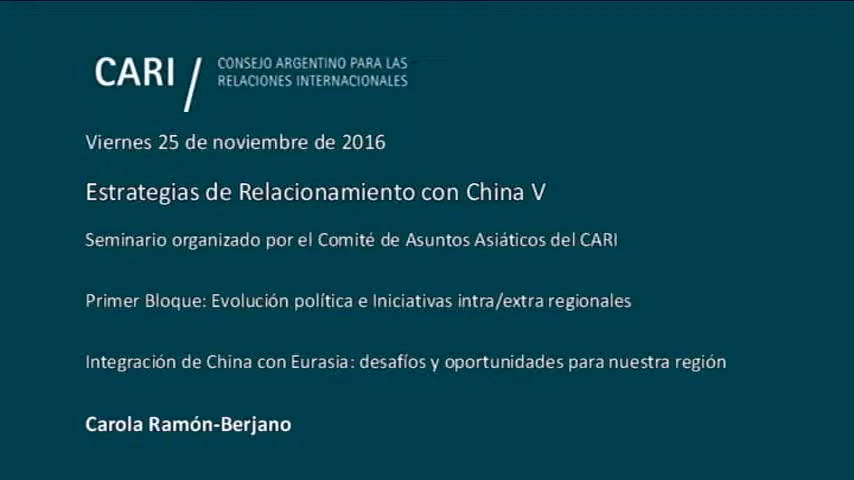 CARI /
CONSEJO ARGENTINO PARA LAS
RELACIONES INTERNACIONALES
Viernes 25 de noviembre de 2016
Estrategias de Relacionamiento con China V
Seminario organizado por el Comité de Asuntos Asiáticos del CARI
Primer Bloque: Evolución política e Iniciativas intra/extra regionales
Integración de China con Eurasia: desafíos y oportunidades para nuestra región
Carola Ramón-Berjano